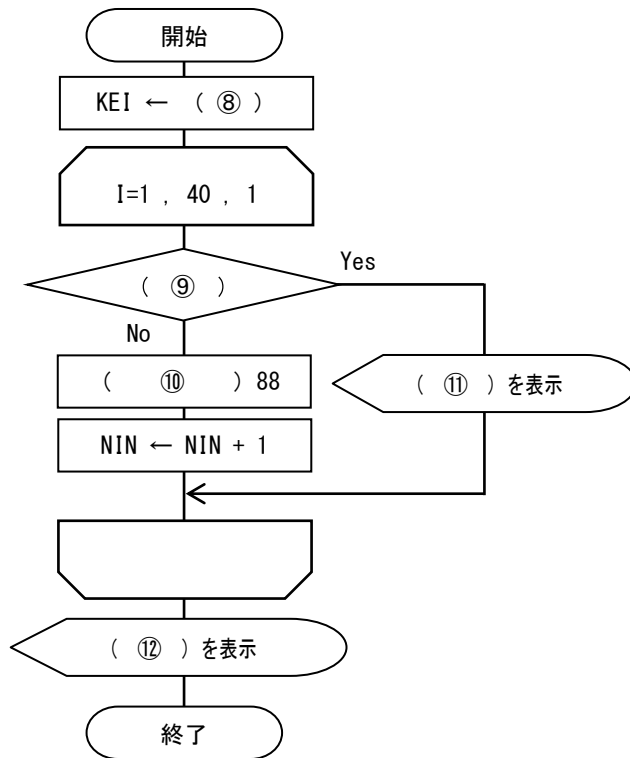 開始
KEI ← ( ⑧ )
I=1 , 40 , 1
( ⑨ )
Yes
No
( ⑩ ) 88
( ⑪ ) を表示
NIN ← NIN + 1
( ⑫ ) を表示
終了